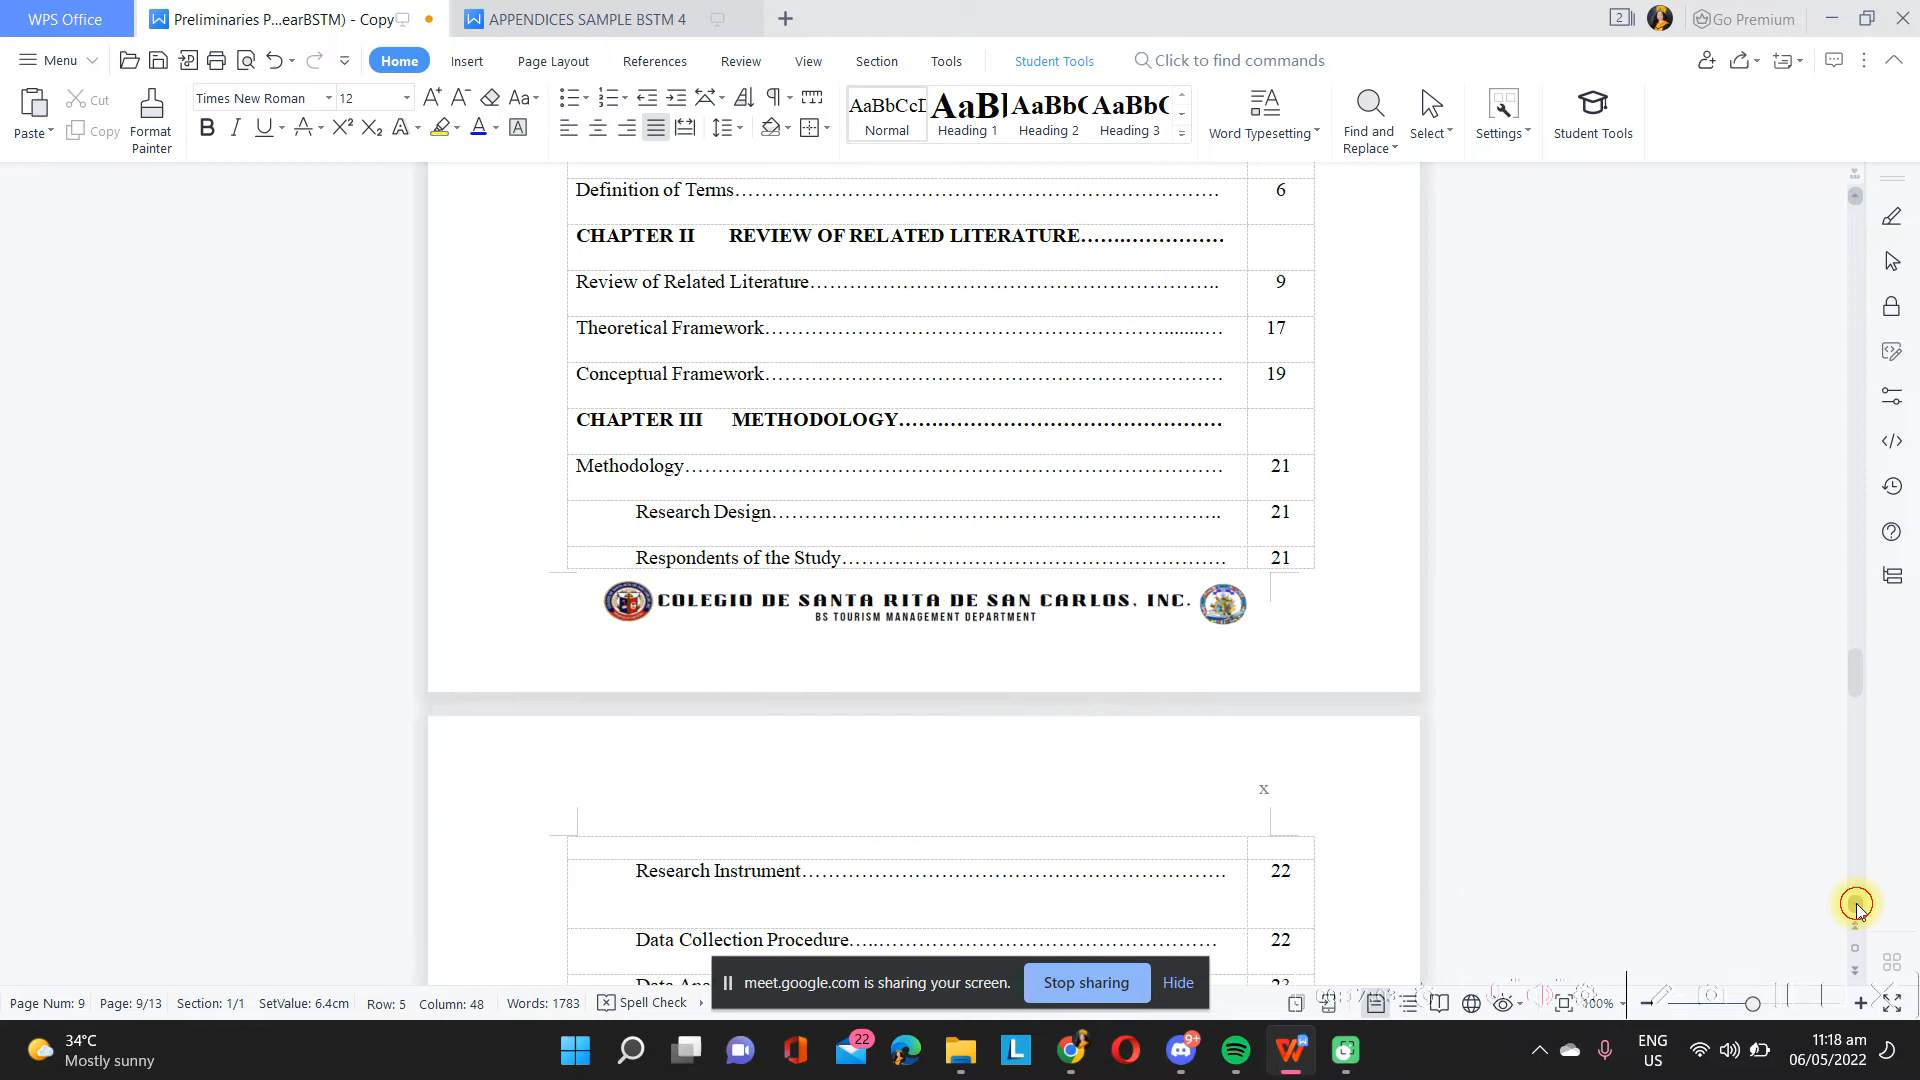 WPS Office
Preliminaries P...earBSTM) - Copy
APPENDICES SAMPLE BSTM 4
2
Go Premium
Menu
Home
Insert
Page Layout
References
Review
View
Section
Tools
Student Tools
Click to find commands
Paste
Cut
Copy
Format Painter
Times New Roman
12
AaBbCcD
Normal
AaBb
Heading 1
AaBbC
Heading 2
AaBbC
Heading 3
Word Typesetting
Find and Replace
Select
Settings
Student Tools
Definition of Terms………………………………………………………………. 6
CHAPTER II REVIEW OF RELATED LITERATURE…….……………
Review of Related Literature…………………………………………………….. 9
Theoretical Framework……………………………………………………........… 17
Conceptual Framework…………………………………………………………… 19
CHAPTER III METHODOLOGY…….……………………………………
Methodology……………………………………………………………………… 21
Research Design………………………………………………………….. 21
Respondents of the Study…………………………………………………. 21
COLEGIO DE SANTA RITA DE SAN CARLOS, INC.
BS TOURISM MANAGEMENT DEPARTMENT
x
Research Instrument………………………………………………………. 22
Data Collection Procedure…..…………………………………………… 22
meet.google.com is sharing your screen.
Stop sharing
Hide
Page Num: 9
Page: 9/13
Section: 1/1
SetValue: 6.4cm
Row: 5
Column: 48
Words: 1783
Spell Check
100%
34°C
Mostly sunny
22
9+
ENG
US
11:18 am
06/05/2022